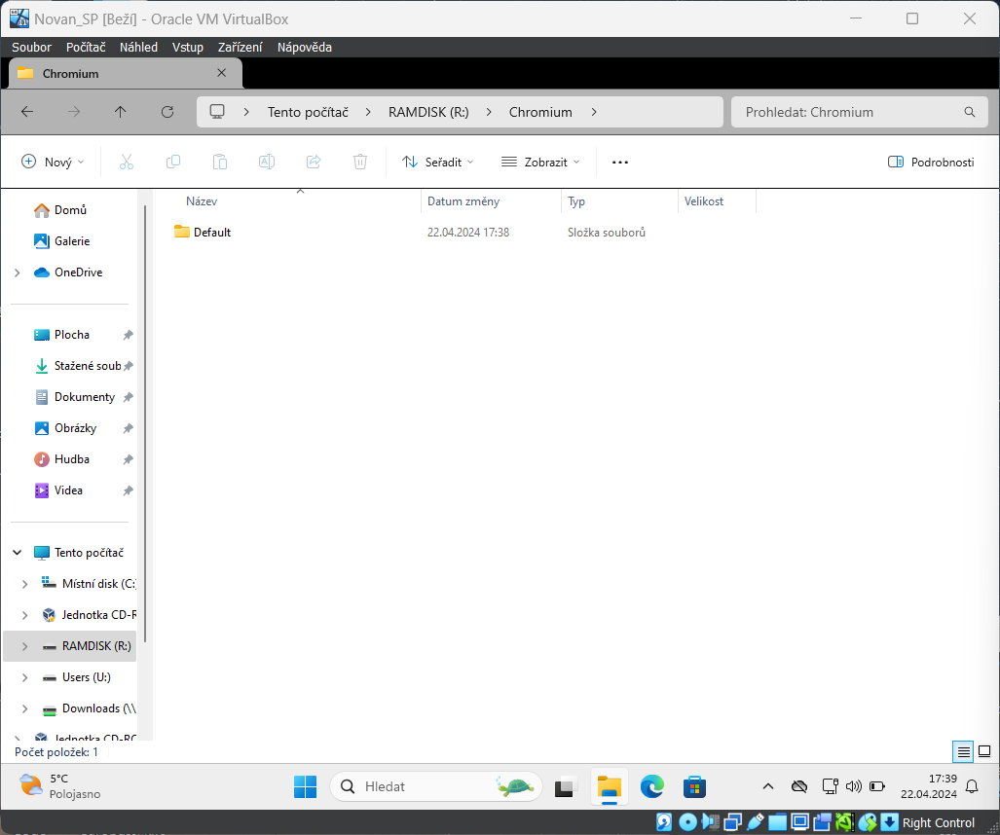 Novan_SP [Beží] - Oracle VM VirtualBox
Soubor Počítač Náhled Vstup Zařízení Nápověda
Chromium
Tento počítač RAMDISK (R:) Chromium
Prohledat: Chromium
Nový Seřadit Zobrazit Podrobnosti
Název Datum změny Typ Velikost
Default 22.04.2024 17:38 Složka souborů
Domů
Galerie
OneDrive
Plocha
Stažené soub
Dokumenty
Obrázky
Hudba
Videa
Tento počítač
Místní disk (C:
Jednotka CD-R
RAMDISK (R:)
Users (U:)
Downloads (\\
Jednotka CD-RO
Počet položek: 1
5°C
Polojasno
Hledat
17:39
22.04.2024
Right Control